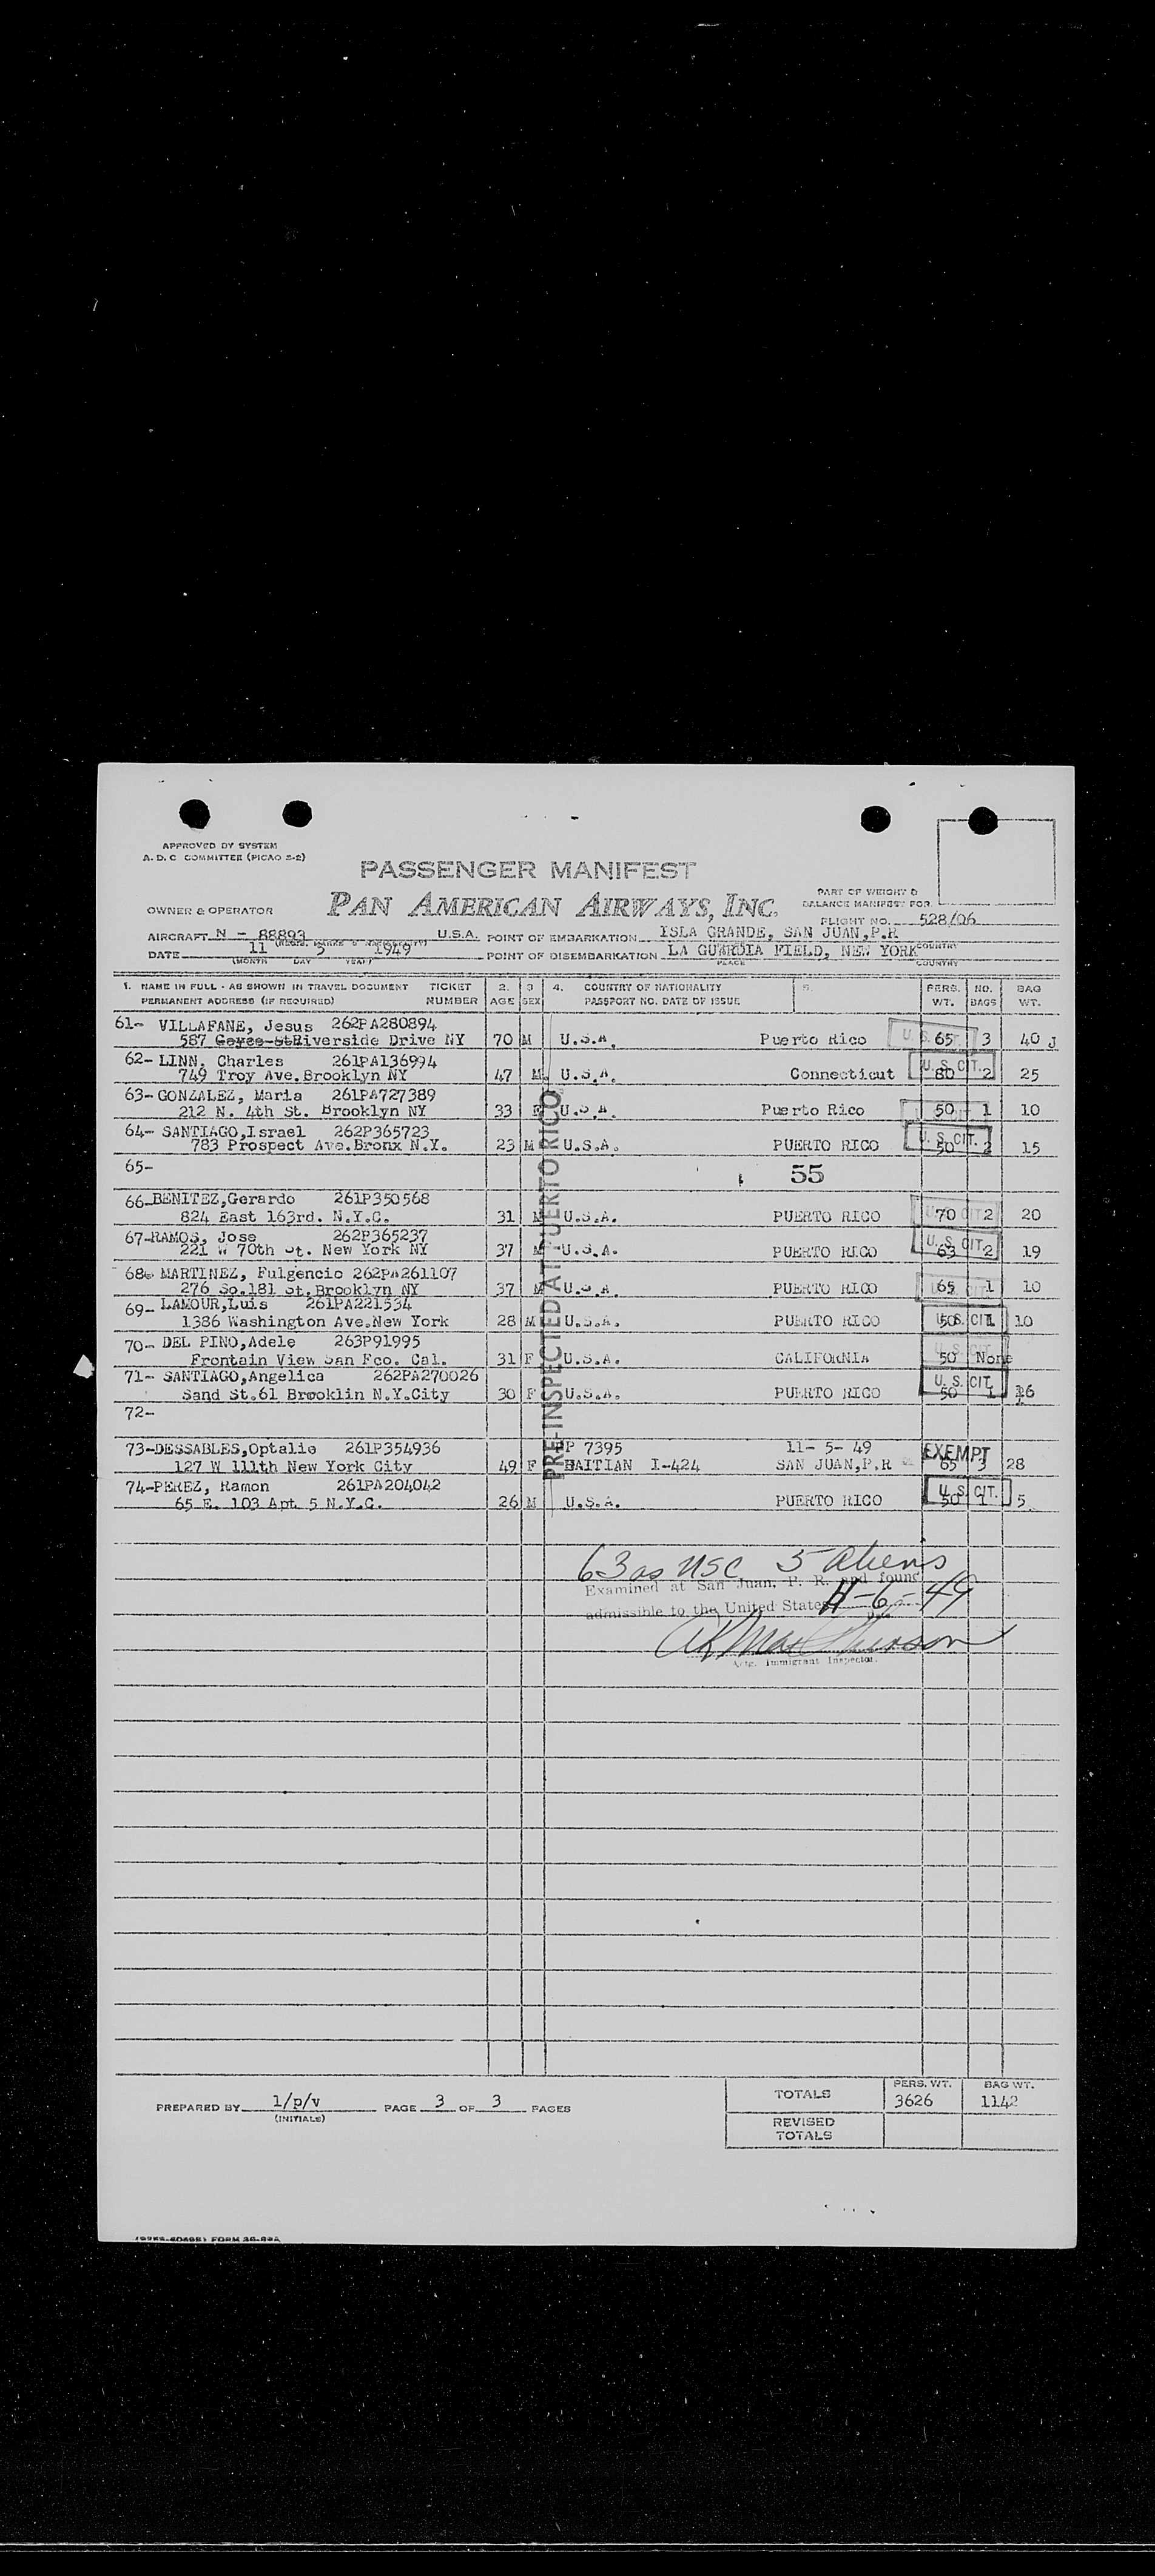 APPROVED BY SYSTEM
A. D. C COMMITTEE (PICAO 2-2)
PASSENGER MANIFEST
PAN AMERICAN AIRWAYS, INC.
PART OF WEIGHT &
BALANCE MANIFEST FOR
OWNER & OPERATOR
FLIGHT NO. 528/06
AIRCRAFT N - 88893 U.S.A. POINT OF EMBARKATION ISLA GRANDE, SAN JUAN,P.R
COUNTRY
DATE 11 5 1949 POINT OF DISEMBARKATION LA GUARDIA FIELD, NEW YORK
(MONTH DAY YEAR) PLACE COUNTRY
1. NAME IN FULL - AS SHOWN IN TRAVEL DOCUMENT TICKET 2. 3 4. COUNTRY OF NATIONALITY 5. PERS. NO. BAG
PERMANENT ADDRESS (IF REQUIRED) NUMBER AGE SEX PASSPORT NO. DATE OF ISSUE WT. BAGS WT.
61- VILLAFANE, Jesus 262PA280894
587 Riverside Drive NY 70 M U.S.A. Puerto Rico 65 3 40 J
62- LINN, Charles 261PA136994
749 Troy Ave.Brooklyn NY 47 M U.S.A. Connecticut U. S. CIT. 80 2 25
63- GONZALEZ, Maria 261PA727389
212 N. 4th St. Brooklyn NY 33 F U.S.A. Puerto Rico 50 1 10
64- SANTIAGO,Israel 262P365723
783 Prospect Ave.Bronx N.Y. 23 M U.S.A. PUERTO RICO U. S. CIT. 50 2 15
65- 55
66-BENITEZ,Gerardo 261P350568
824 East 163rd. N.Y.C. 31 M U.S.A. PUERTO RICO 70 2 20
67-RAMOS, Jose 262P365237
221 W 70th St. New York NY 37 M U.S.A. PUERTO RICO U. S. CIT. 63 2 19
68- MARTINEZ, Fulgencio 262PA261107
276 So.181 St.Brooklyn NY 37 M U.S.A. PUERTO RICO 65 1 10
69- LAMOUR,Luis 261PA221534
1386 Washington Ave.New York 28 M U.S.A. PUERTO RICO U. S. CIT. 50 1 10
70- DEL PINO,Adele 263P91995
Frontain View San Fco. Cal. 31 F U.S.A. CALIFORNIA 50 None
71- SANTIAGO,Angelica 262PA270026
Sand St.61 Brooklin N.Y.City 30 F U.S.A. PUERTO RICO U. S. CIT. 50 1 16
72-
73-DESSABLES,Optalie 261P354936 P 7395 11- 5- 49 EXEMPT
127 W 111th New York City 49 F HAITIAN I-424 SAN JUAN,P.R 65 3 28
74-PEREZ, Ramon 261PA204042
65 E. 103 Apt 5 N.Y.C. 26 M U.S.A. PUERTO RICO U. S. CIT. 50 1 5
PRE-INSPECTED AT PUERTO RICO
63 as USC 5 aliens
Examined at San Juan, P. R. and found
admissible to the United States 11-6-49
Actg. Immigrant Inspector.
PREPARED BY 1/p/v PAGE 3 OF 3 PAGES
(INITIALS)
TOTALS PERS. WT. 3626 BAG WT. 1142
REVISED
TOTALS